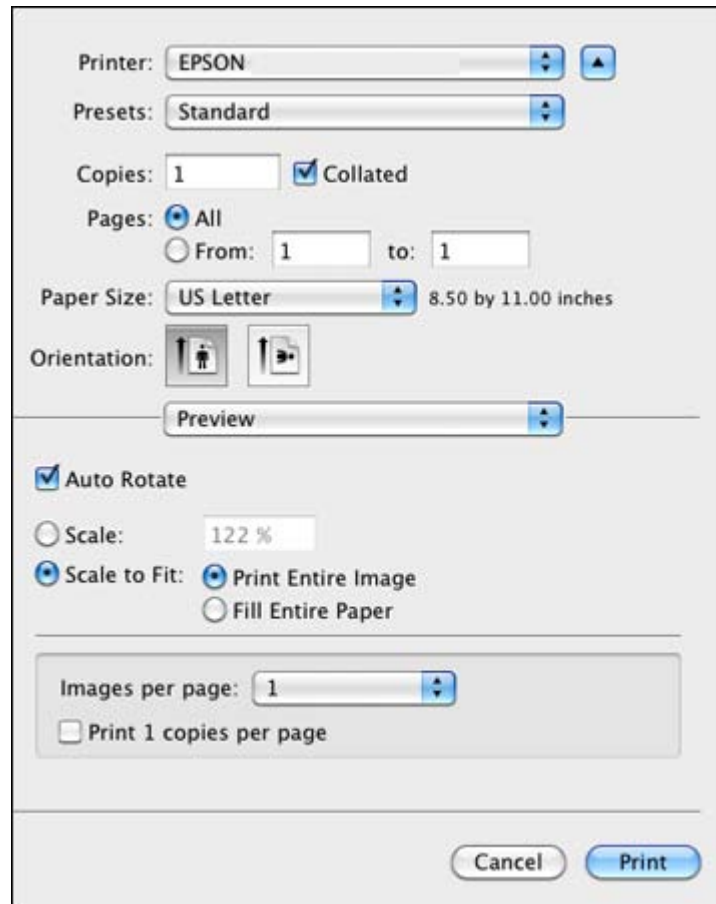 Printer: EPSON
Presets: Standard
Copies: 1 Collated
Pages: All
From: 1 to: 1
Paper Size: US Letter 8.50 by 11.00 inches
Orientation:
Preview
Auto Rotate
Scale: 122 %
Scale to Fit: Print Entire Image
Fill Entire Paper
Images per page: 1
Print 1 copies per page
Cancel Print